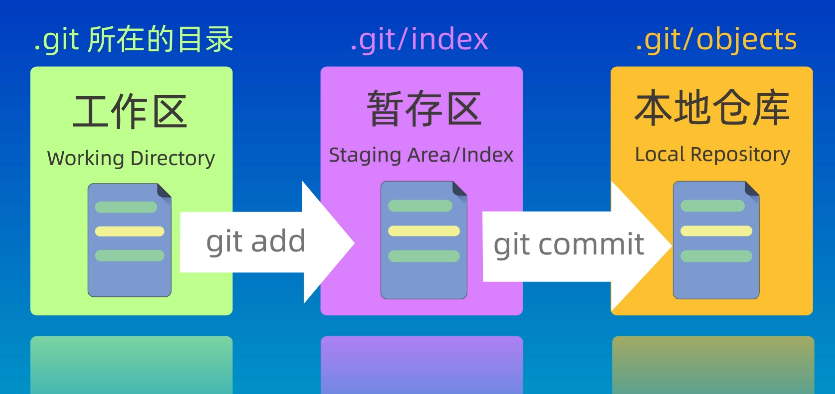 .git 所在的目录
.git/index
.git/objects
工作区
暂存区
本地仓库
Working Directory
Staging Area/Index
Local Repository
git add
git commit